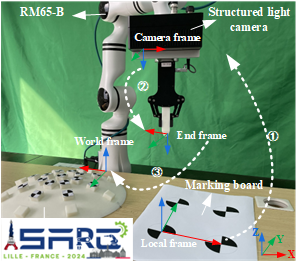 RM65-B
Structured light
camera
Camera frame
②
End frame
World frame
①
③
Marking board
Local frame
Z
Y
X
LILLE • FRANCE • 2024